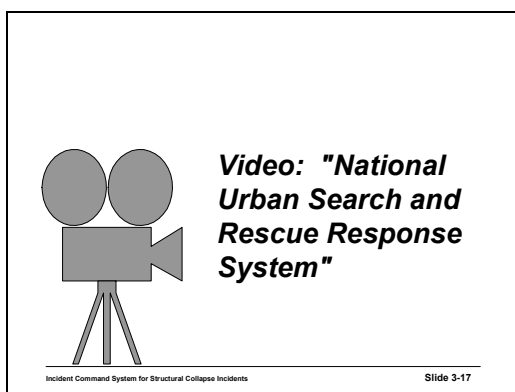 Video: "National
Urban Search and
Rescue Response
System"
Incident Command System for Structural Collapse Incidents Slide 3-17